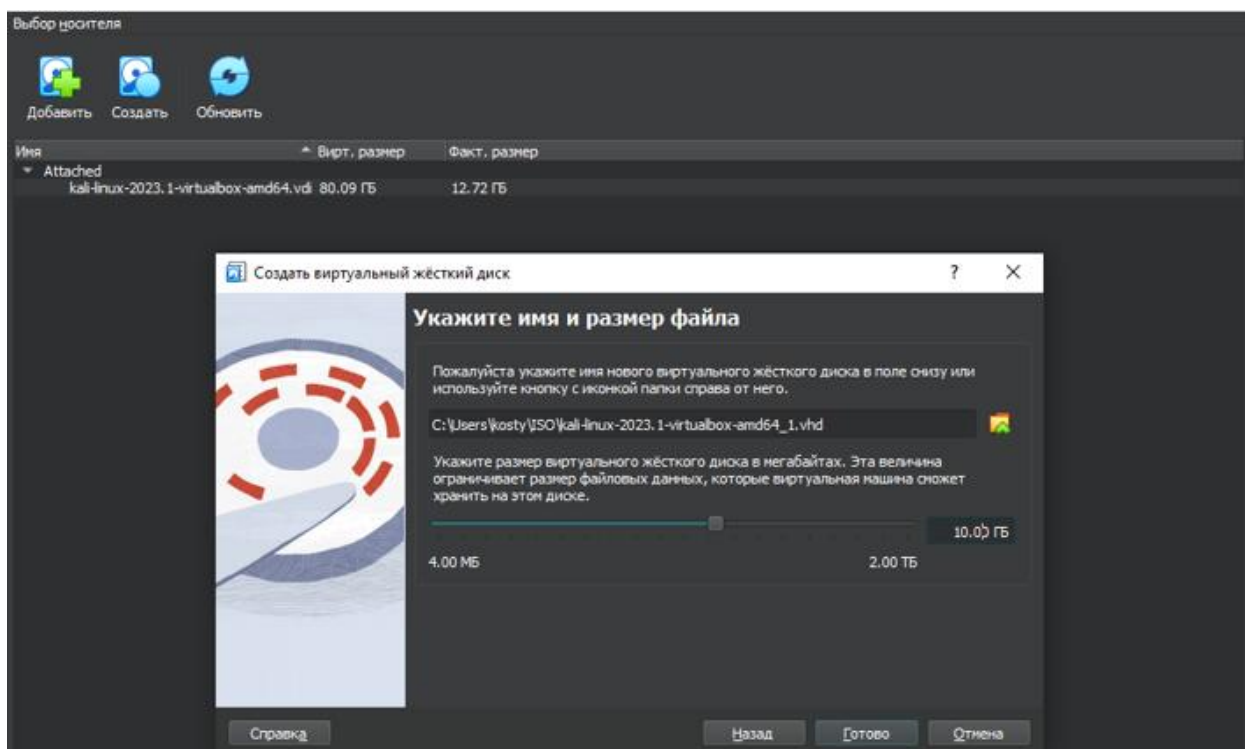 Выбор носителя
Добавить Создать Обновить
Имя Вирт. размер Факт. размер
Attached
kali-linux-2023.1-virtualbox-amd64.vdi 80.09 ГБ 12.72 ГБ
Создать виртуальный жёсткий диск
Укажите имя и размер файла
Пожалуйста укажите имя нового виртуального жёсткого диска в поле снизу или
используйте кнопку с иконкой папки справа от него.
C:\Users\kosty\ISO\kali-linux-2023.1-virtualbox-amd64_1.vhd
Укажите размер виртуального жёсткого диска в мегабайтах. Эта величина
ограничивает размер файловых данных, которые виртуальная машина сможет
хранить на этом диске.
10.00 ГБ
4.00 МБ 2.00 ТБ
Справка Назад Готово Отмена